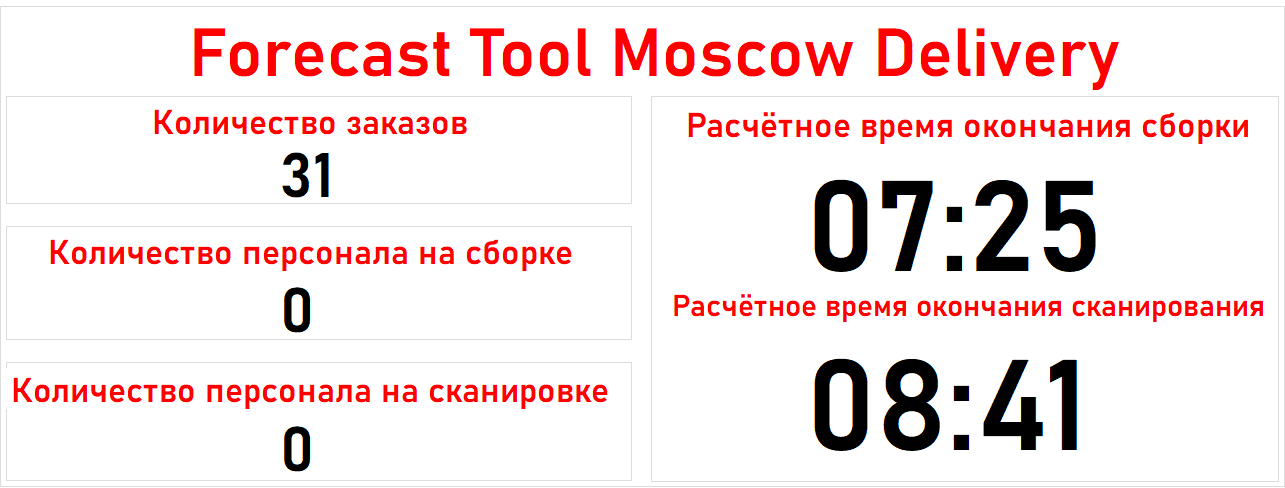 Forecast Tool Moscow Delivery
Количество заказов
31
Количество персонала на сборке
0
Количество персонала на сканировке
0
Расчётное время окончания сборки
07:25
Расчётное время окончания сканирования
08:41